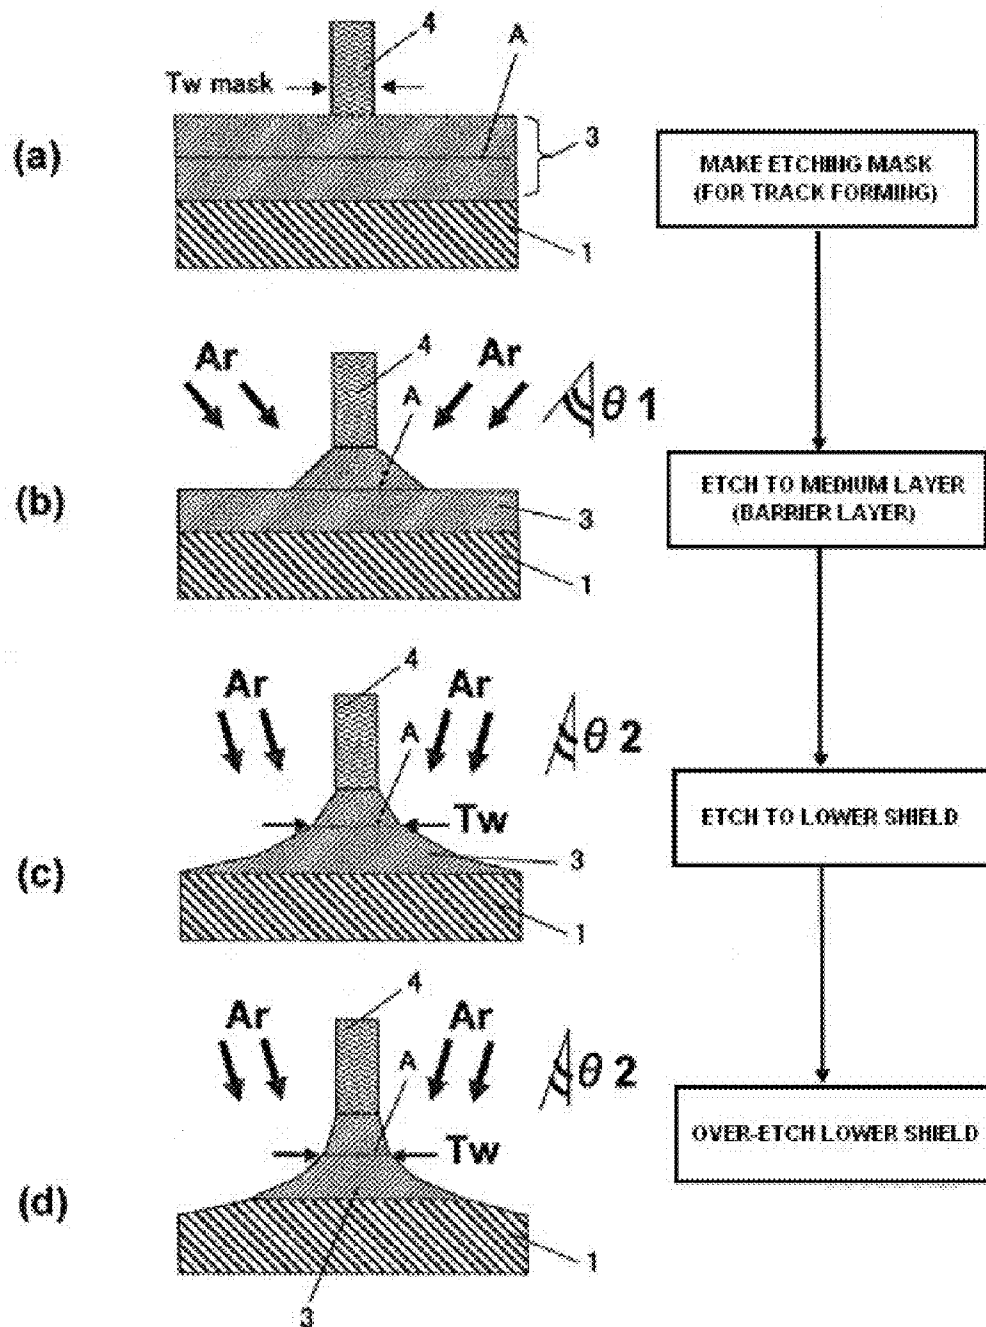 4
A
Tw mask
3
(a)
1
MAKE ETCHING MASK
(FOR TRACK FORMING)
Ar
4
Ar
A
θ 1
(b)
3
1
ETCH TO MEDIUM LAYER
(BARRIER LAYER)
4
Ar
Ar
A
θ 2
Tw
3
(c)
1
ETCH TO LOWER SHIELD
4
Ar
Ar
A
θ 2
Tw
(d)
1
3
OVER-ETCH LOWER SHIELD